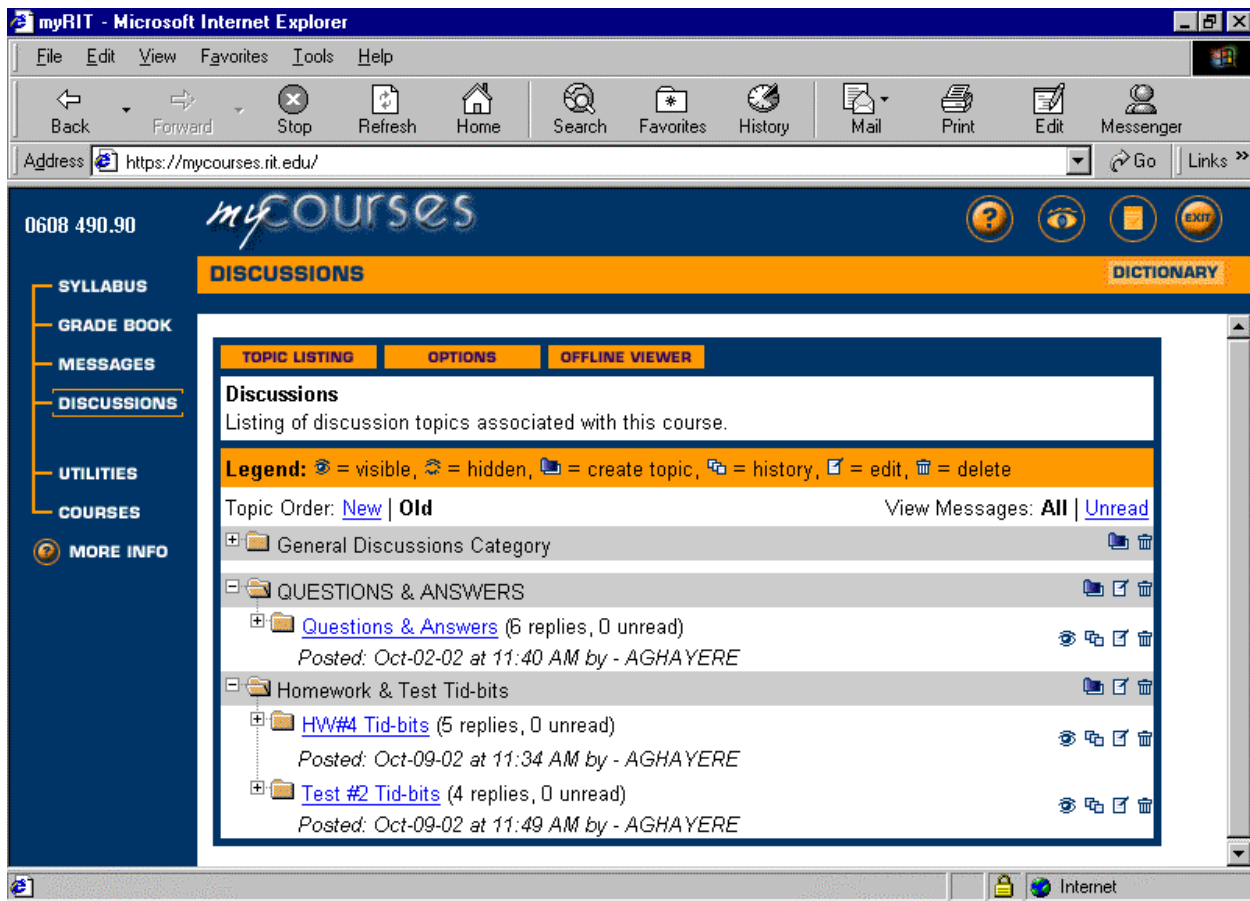 myRIT - Microsoft Internet Explorer
File Edit View Favorites Tools Help
Back Forward Stop Refresh Home Search Favorites History Mail Print Edit Messenger
Address https://mycourses.rit.edu/ Go Links »
0608 490.90 myCOURSES EXIT
DISCUSSIONS DICTIONARY
SYLLABUS
GRADE BOOK
MESSAGES
DISCUSSIONS
UTILITIES
COURSES
MORE INFO
TOPIC LISTING OPTIONS OFFLINE VIEWER
Discussions
Listing of discussion topics associated with this course.
Legend: = visible, = hidden, = create topic, = history, = edit, = delete
Topic Order: New | Old View Messages: All | Unread
General Discussions Category
QUESTIONS & ANSWERS
Questions & Answers (6 replies, 0 unread)
Posted: Oct-02-02 at 11:40 AM by - AGHAYERE
Homework & Test Tid-bits
HW#4 Tid-bits (5 replies, 0 unread)
Posted: Oct-09-02 at 11:34 AM by - AGHAYERE
Test #2 Tid-bits (4 replies, 0 unread)
Posted: Oct-09-02 at 11:49 AM by - AGHAYERE
Internet